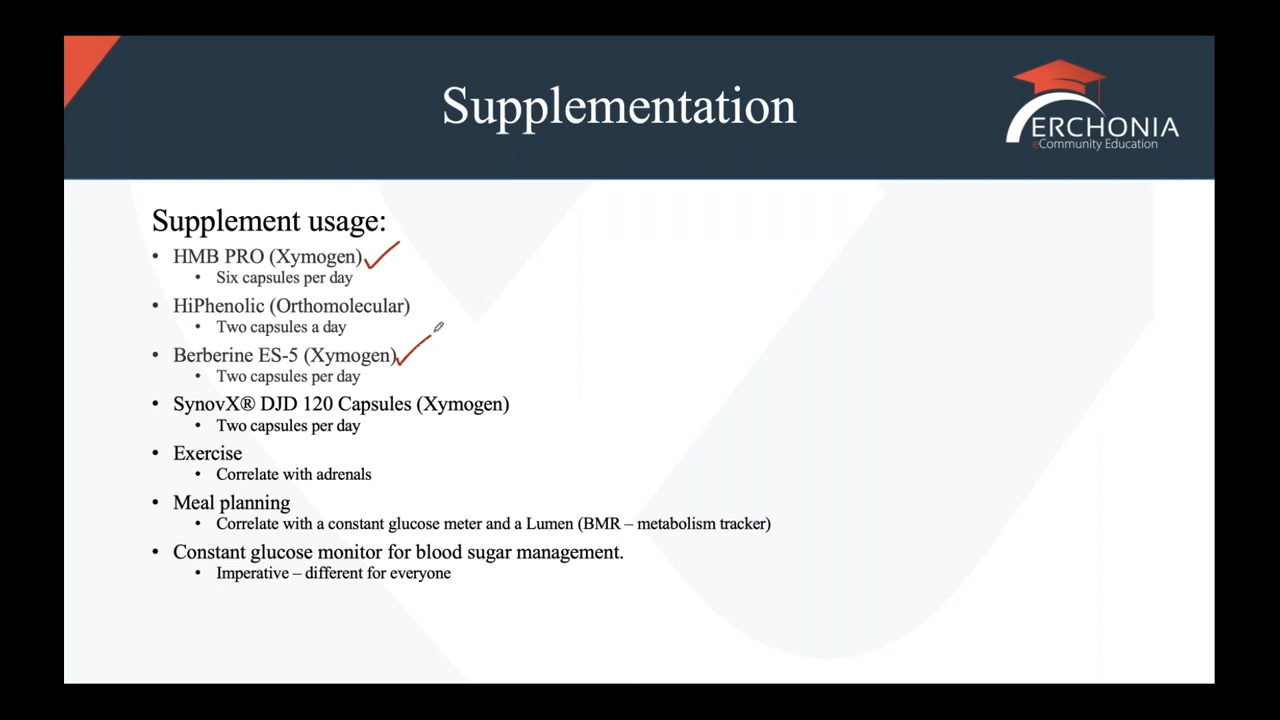 Supplementation
ERCHONIA
eCommunity Education
Supplement usage:
• HMB PRO (Xymogen)
• Six capsules per day
• HiPhenolic (Orthomolecular)
• Two capsules a day
• Berberine ES-5 (Xymogen)
• Two capsules per day
• SynovX® DJD 120 Capsules (Xymogen)
• Two capsules per day
• Exercise
• Correlate with adrenals
• Meal planning
• Correlate with a constant glucose meter and a Lumen (BMR – metabolism tracker)
• Constant glucose monitor for blood sugar management.
• Imperative – different for everyone